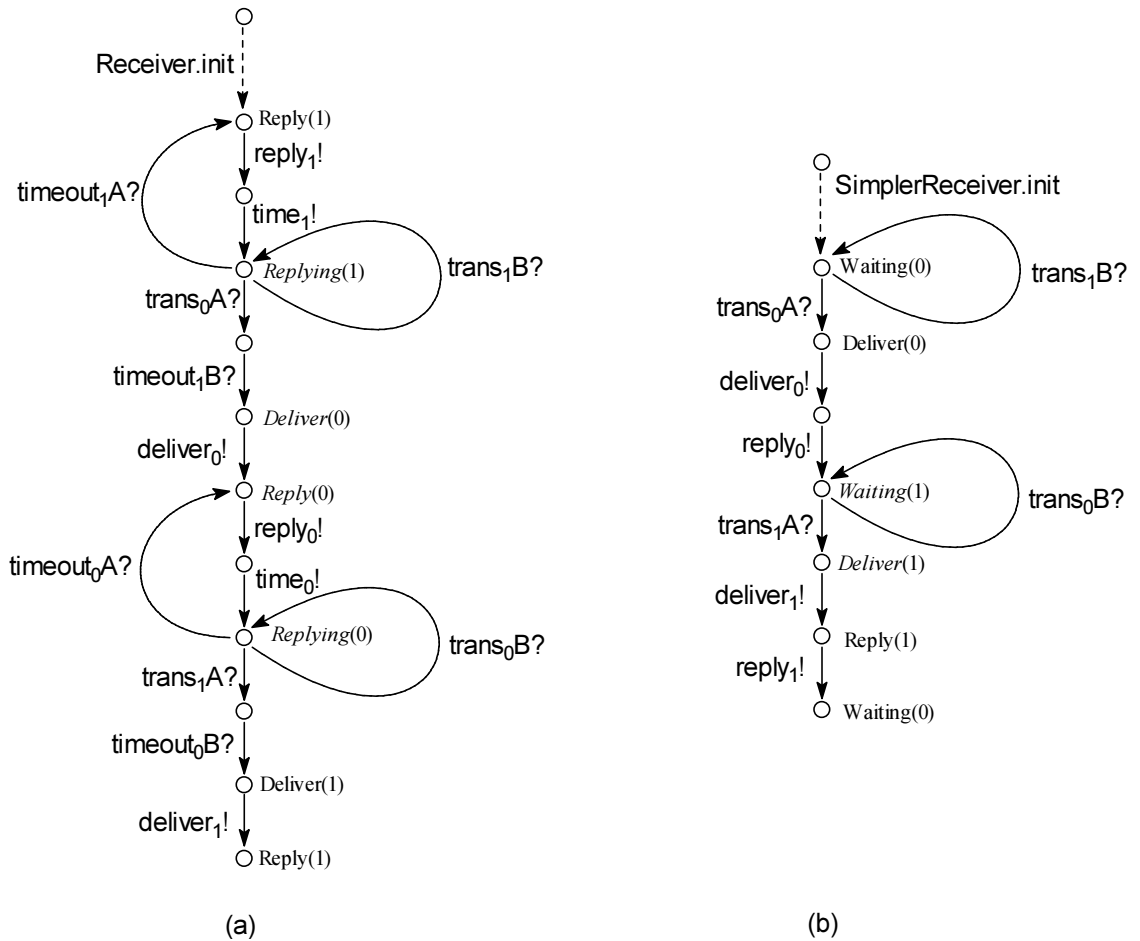 Receiver.init
Reply(1)
reply₁!
timeout₁A?
time₁!
Replying(1)
trans₁B?
trans₀A?
timeout₁B?
Deliver(0)
deliver₀!
Reply(0)
reply₀!
timeout₀A?
time₀!
Replying(0)
trans₀B?
trans₁A?
timeout₀B?
Deliver(1)
deliver₁!
Reply(1)
(a)
SimplerReceiver.init
Waiting(0)
trans₁B?
trans₀A?
Deliver(0)
deliver₀!
reply₀!
Waiting(1)
trans₀B?
trans₁A?
Deliver(1)
deliver₁!
Reply(1)
reply₁!
Waiting(0)
(b)